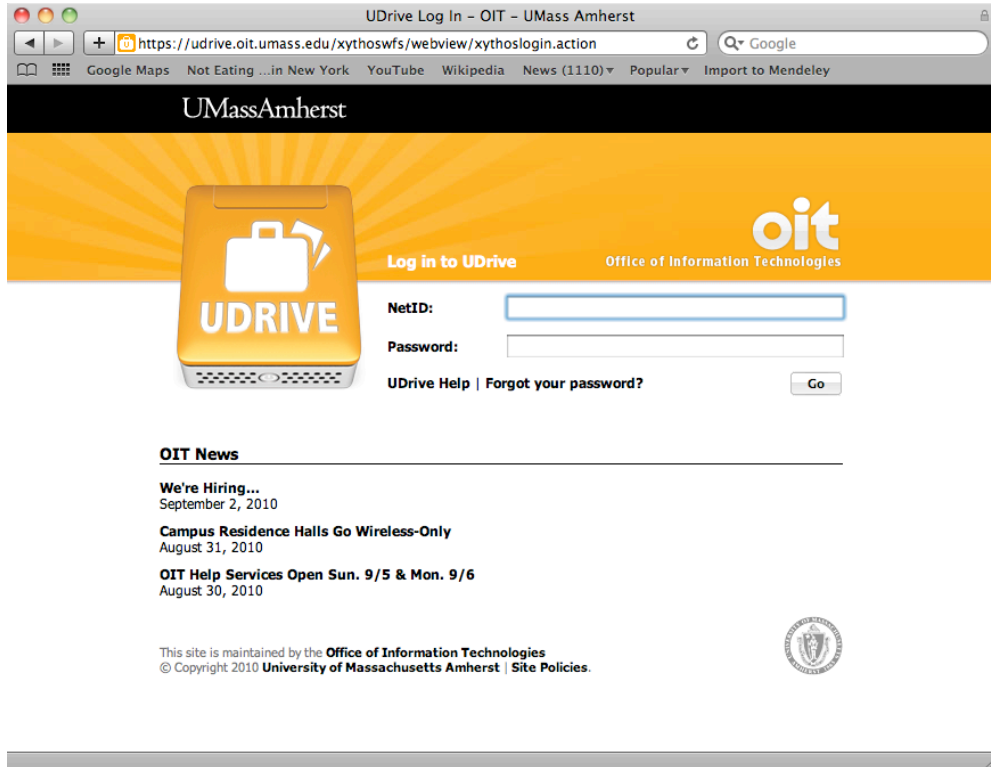 UDrive Log In – OIT – UMass Amherst
https://udrive.oit.umass.edu/xythoswfs/webview/xythoslogin.action
Google
Google Maps Not Eating ...in New York YouTube Wikipedia News (1110) Popular Import to Mendeley
UMassAmherst
oit
Log in to UDrive
Office of Information Technologies
UDRIVE
NetID:
Password:
UDrive Help | Forgot your password?
Go
OIT News
We're Hiring...
September 2, 2010
Campus Residence Halls Go Wireless-Only
August 31, 2010
OIT Help Services Open Sun. 9/5 & Mon. 9/6
August 30, 2010
This site is maintained by the Office of Information Technologies
© Copyright 2010 University of Massachusetts Amherst | Site Policies.